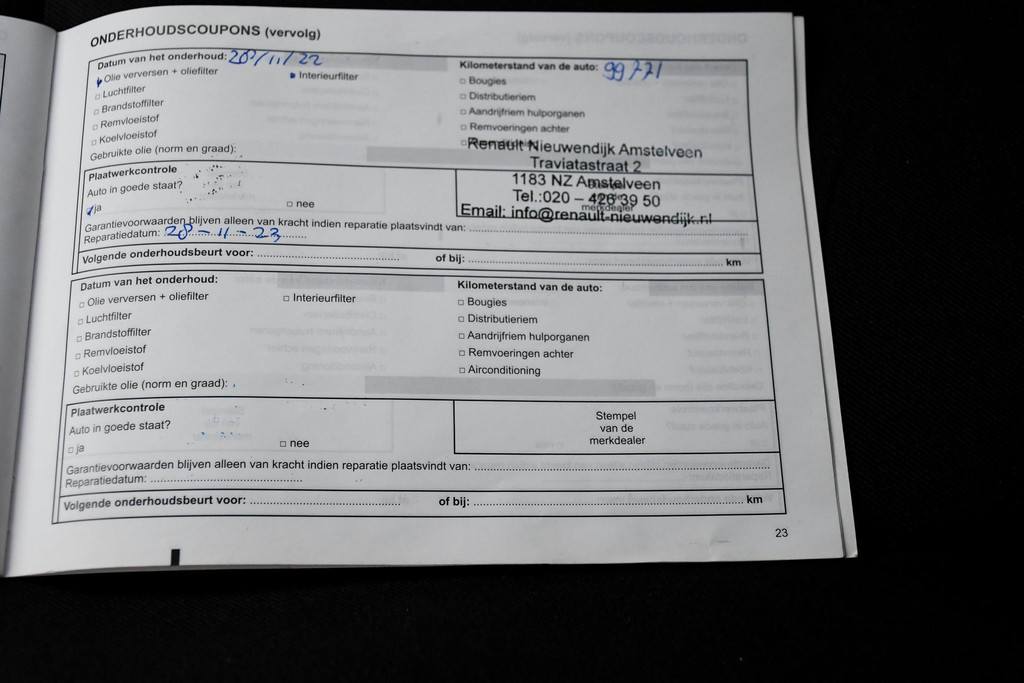 ONDERHOUDSCOUPONS (vervolg)
Datum van het onderhoud: 28/11/22
Kilometerstand van de auto: 99771
Olie verversen + oliefilter
Interieurfilter
Luchtfilter
Brandstoffilter
Remvloeistof
Koelvloeistof
Bougies
Distributieriem
Aandrijfriem hulporganen
Remvoeringen achter
Gebruikte olie (norm en graad):
Renault Nieuwendijk Amstelveen
Traviatastraat 2
1183 NZ Amstelveen
Tel.:020 – 426 39 50
Email: info@renault-nieuwendijk.nl
merkdealer
Plaatwerkcontrole
Auto in goede staat?
ja
nee
Garantievoorwaarden blijven alleen van kracht indien reparatie plaatsvindt van:
Reparatiedatum: 28-11-23
Volgende onderhoudsbeurt voor: of bij: km
Datum van het onderhoud:
Kilometerstand van de auto:
Olie verversen + oliefilter
Interieurfilter
Luchtfilter
Brandstoffilter
Remvloeistof
Koelvloeistof
Bougies
Distributieriem
Aandrijfriem hulporganen
Remvoeringen achter
Airconditioning
Gebruikte olie (norm en graad):
Plaatwerkcontrole
Auto in goede staat?
ja
nee
Stempel
van de
merkdealer
Garantievoorwaarden blijven alleen van kracht indien reparatie plaatsvindt van:
Reparatiedatum:
Volgende onderhoudsbeurt voor: of bij: km
23